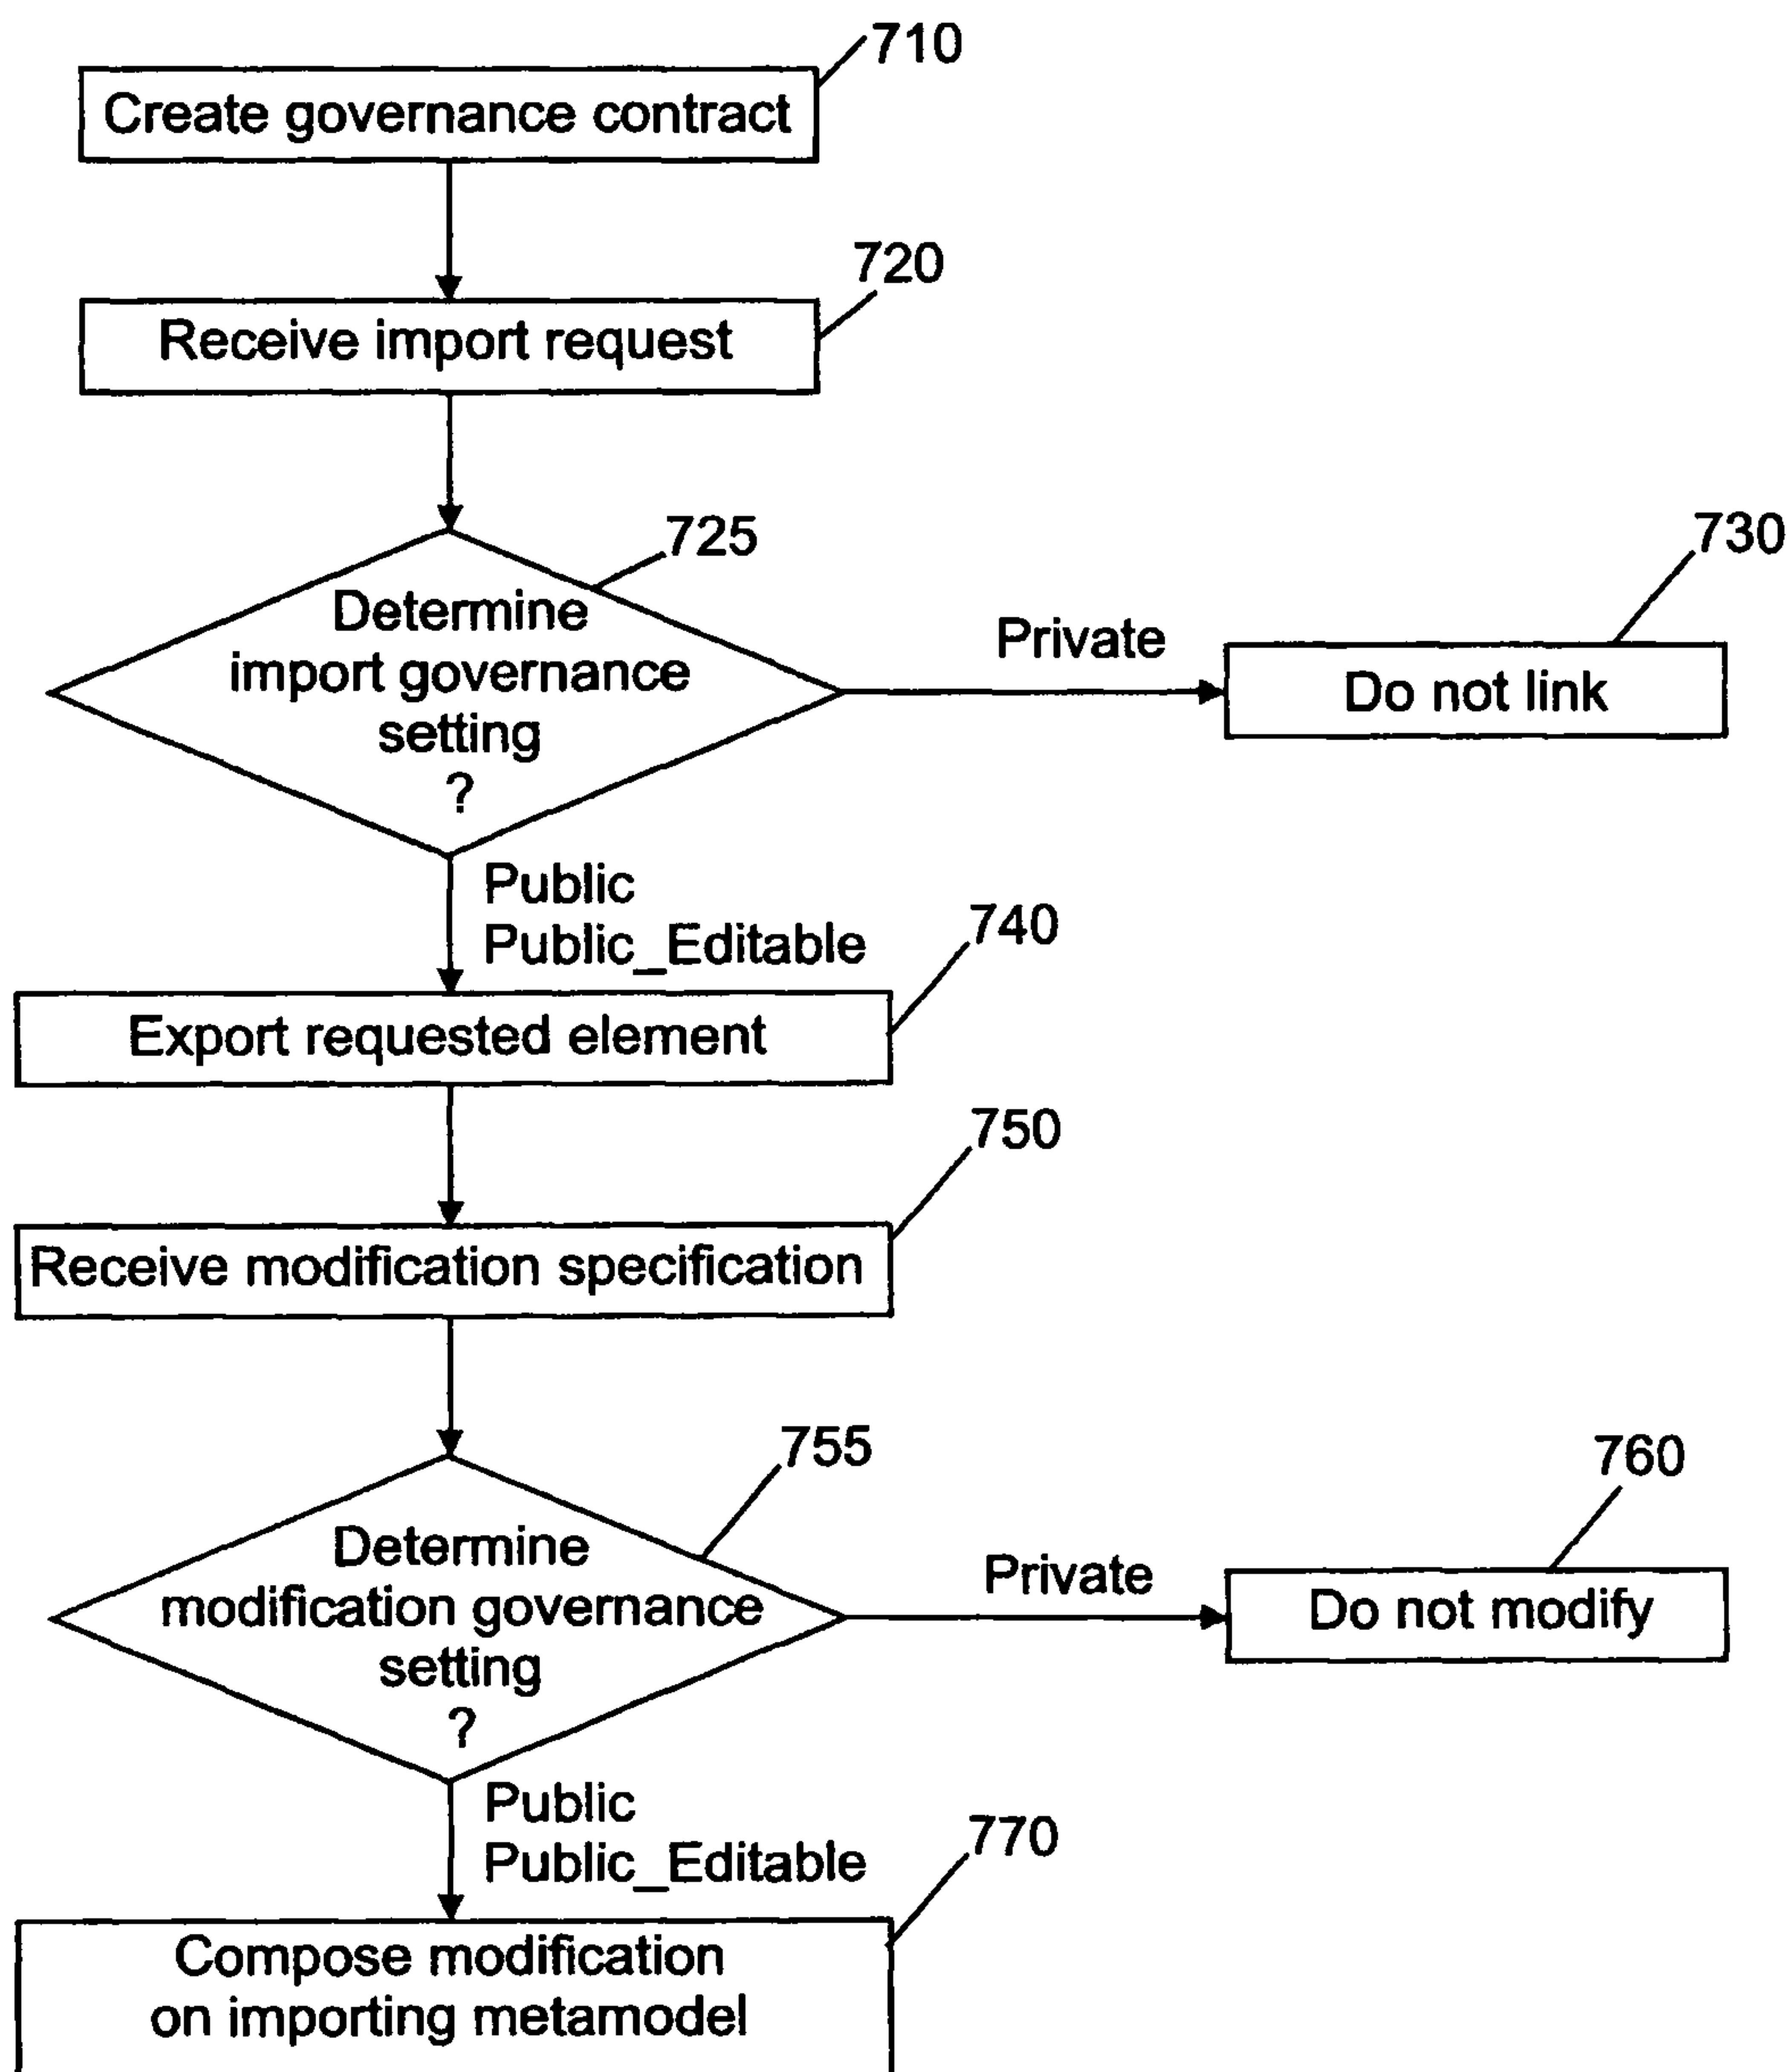 710
Create governance contract
720
Receive import request
725
Determine
import governance
setting
?
Private
730
Do not link
Public
Public_Editable
740
Export requested element
750
Receive modification specification
755
Determine
modification governance
setting
?
Private
760
Do not modify
Public
Public_Editable
770
Compose modification
on importing metamodel